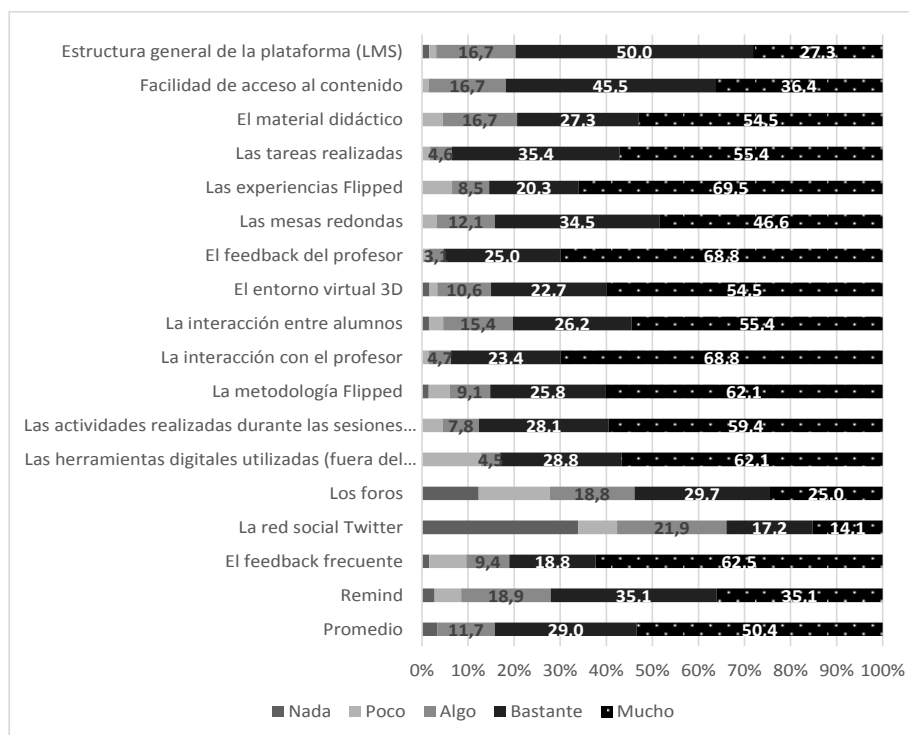 Estructura general de la plataforma (LMS) 16,7 50,0 27,3
Facilidad de acceso al contenido 16,7 45,5 36,4
El material didáctico 16,7 27,3 54,5
Las tareas realizadas 4,6 35,4 55,4
Las experiencias Flipped 8,5 20,3 69,5
Las mesas redondas 12,1 34,5 46,6
El feedback del profesor 3,1 25,0 68,8
El entorno virtual 3D 10,6 22,7 54,5
La interacción entre alumnos 15,4 26,2 55,4
La interacción con el profesor 4,7 23,4 68,8
La metodología Flipped 9,1 25,8 62,1
Las actividades realizadas durante las sesiones... 7,8 28,1 59,4
Las herramientas digitales utilizadas (fuera del... 4,5 28,8 62,1
Los foros 18,8 29,7 25,0
La red social Twitter 21,9 17,2 14,1
El feedback frecuente 9,4 18,8 62,5
Remind 18,9 35,1 35,1
Promedio 11,7 29,0 50,4
0% 10% 20% 30% 40% 50% 60% 70% 80% 90% 100%
Nada Poco Algo Bastante Mucho